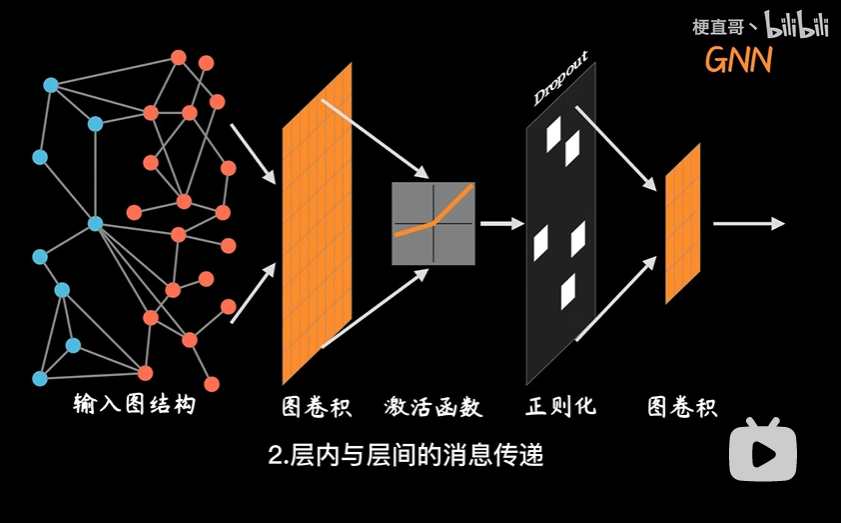 梗直哥丶 bilibili
GNN
Dropout
输入图结构
图卷积
激活函数
正则化
图卷积
2.层内与层间的消息传递